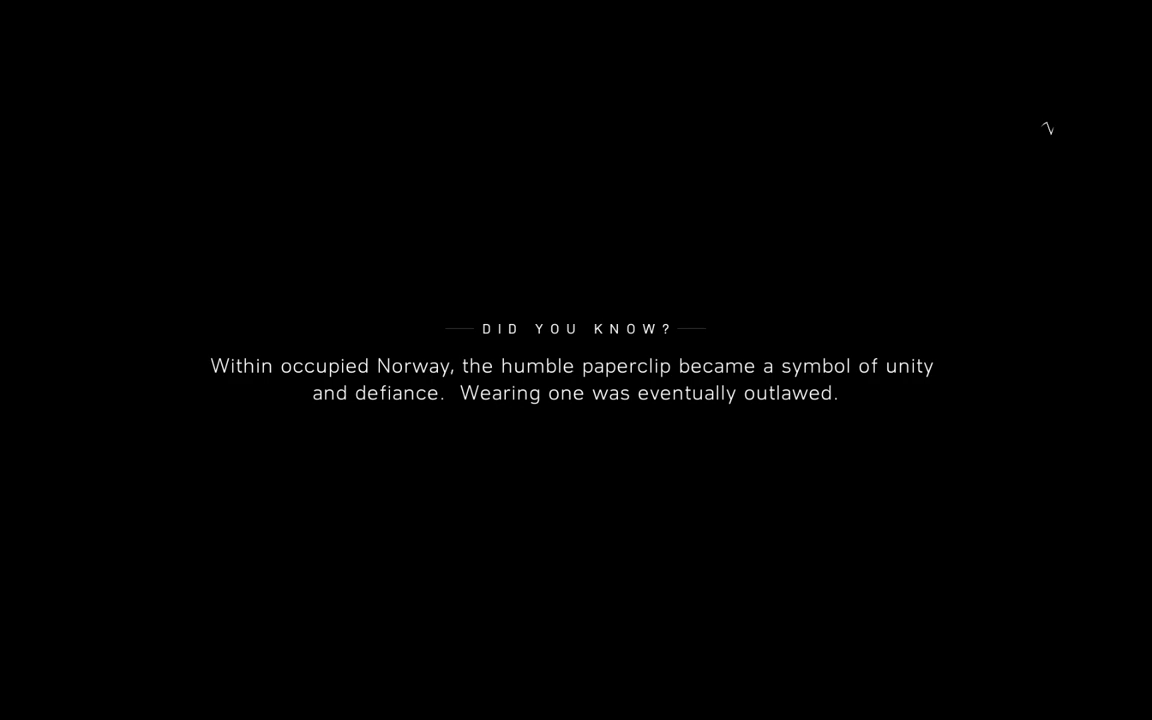 DID YOU KNOW?
Within occupied Norway, the humble paperclip became a symbol of unity
and defiance.  Wearing one was eventually outlawed.